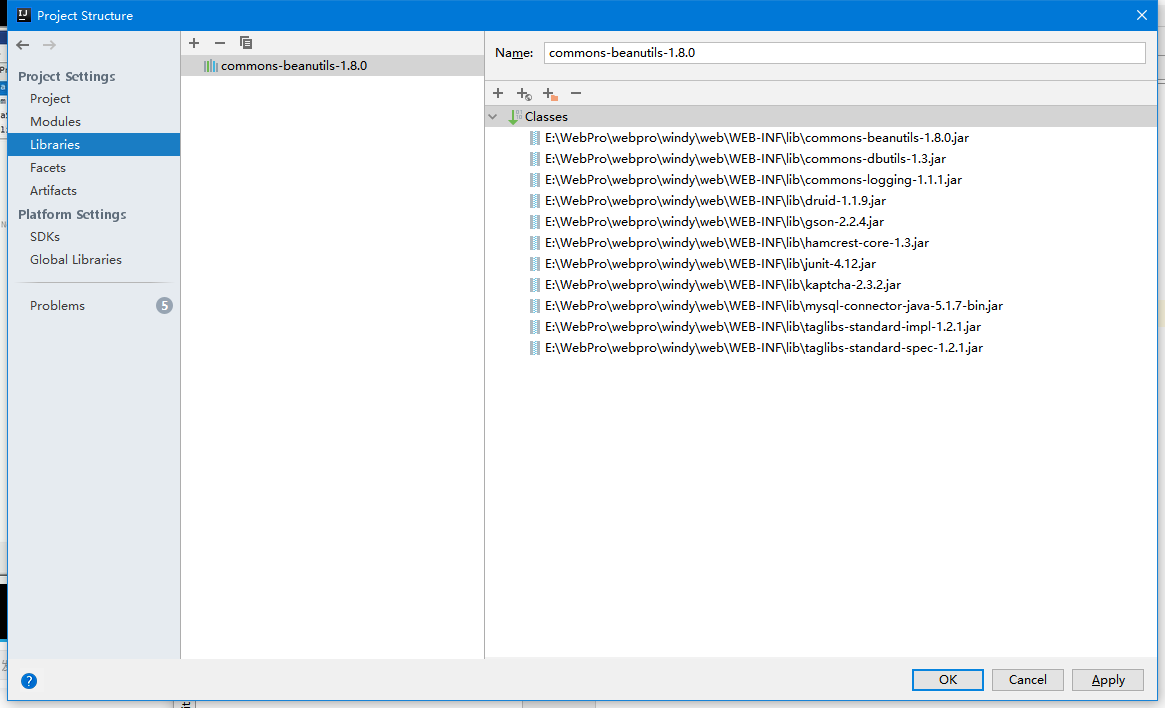 Project Structure
Project Settings
Project
Modules
Libraries
Facets
Artifacts
Platform Settings
SDKs
Global Libraries
Problems
5
commons-beanutils-1.8.0
Name:
commons-beanutils-1.8.0
Classes
E:\WebPro\webpro\windy\web\WEB-INF\lib\commons-beanutils-1.8.0.jar
E:\WebPro\webpro\windy\web\WEB-INF\lib\commons-dbutils-1.3.jar
E:\WebPro\webpro\windy\web\WEB-INF\lib\commons-logging-1.1.1.jar
E:\WebPro\webpro\windy\web\WEB-INF\lib\druid-1.1.9.jar
E:\WebPro\webpro\windy\web\WEB-INF\lib\gson-2.2.4.jar
E:\WebPro\webpro\windy\web\WEB-INF\lib\hamcrest-core-1.3.jar
E:\WebPro\webpro\windy\web\WEB-INF\lib\junit-4.12.jar
E:\WebPro\webpro\windy\web\WEB-INF\lib\kaptcha-2.3.2.jar
E:\WebPro\webpro\windy\web\WEB-INF\lib\mysql-connector-java-5.1.7-bin.jar
E:\WebPro\webpro\windy\web\WEB-INF\lib\taglibs-standard-impl-1.2.1.jar
E:\WebPro\webpro\windy\web\WEB-INF\lib\taglibs-standard-spec-1.2.1.jar
?
OK
Cancel
Apply